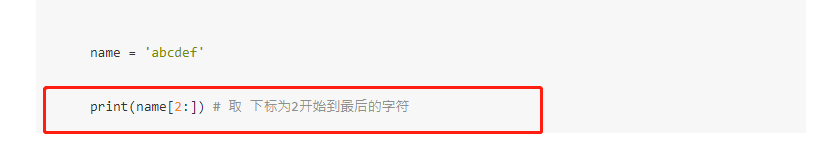 name = 'abcdef'
print(name[2:]) # 取 下标为2开始到最后的字符